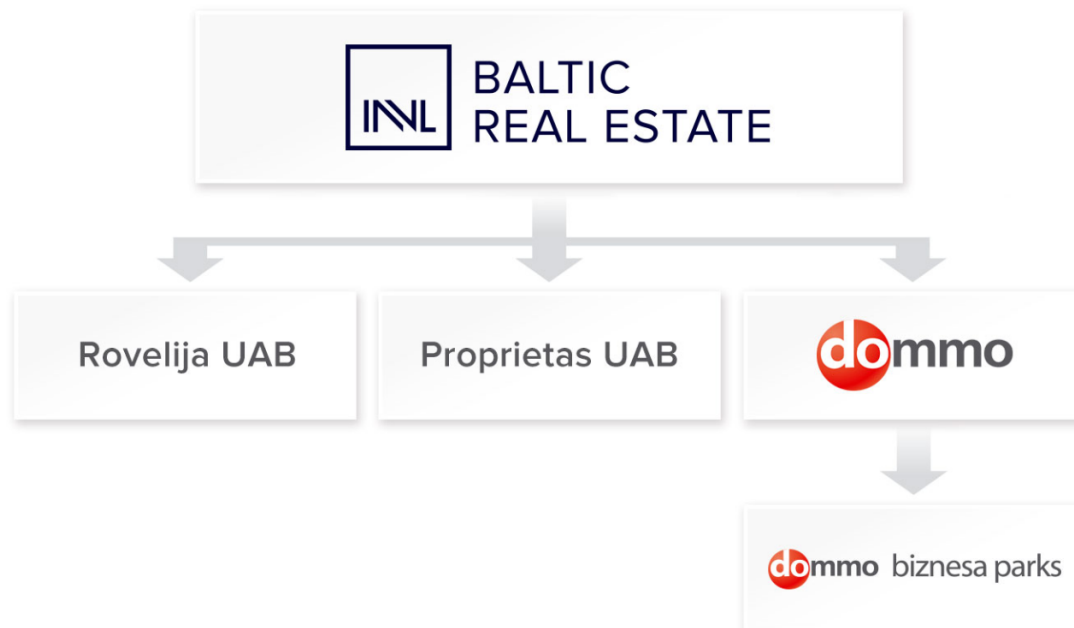 INVL
BALTIC
REAL ESTATE
Rovelija UAB
Proprietas UAB
dommo
dommo biznesa parks